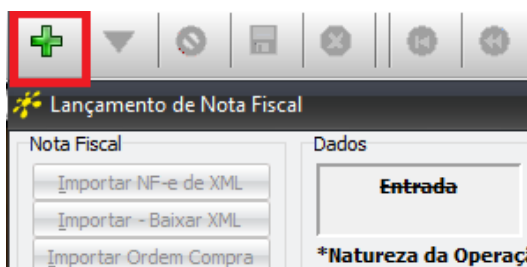 Lançamento de Nota Fiscal
Nota Fiscal
Importar NF-e de XML
Importar - Baixar XML
Importar Ordem Compra
Dados
Entrada
*Natureza da